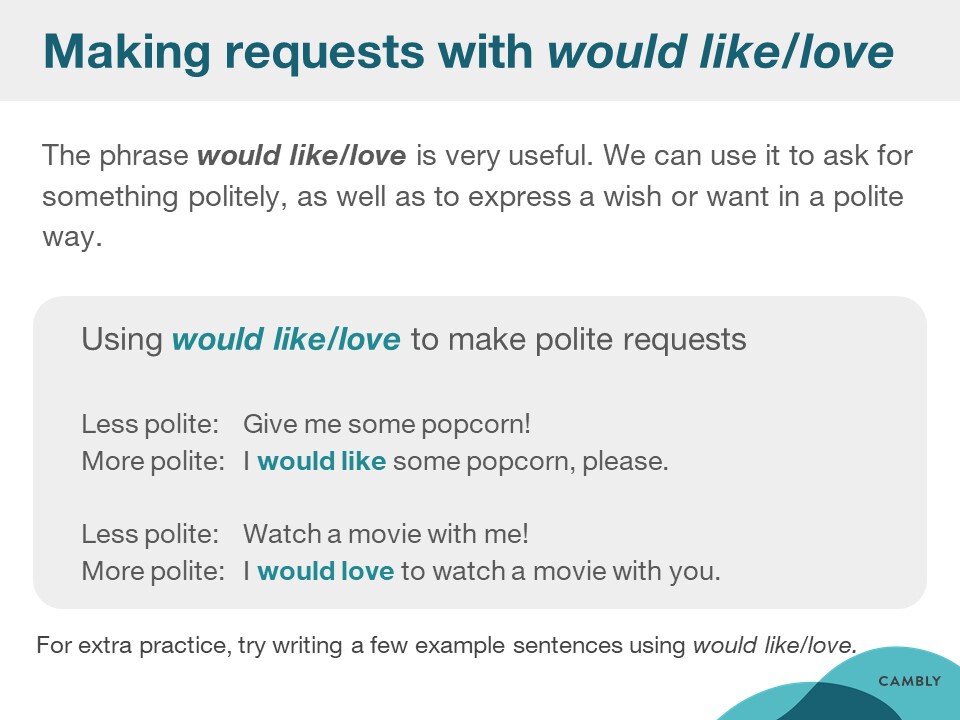 Making requests with would like/love
The phrase would like/love is very useful. We can use it to ask for
something politely, as well as to express a wish or want in a polite
way.
Using would like/love to make polite requests
Less polite: Give me some popcorn!
More polite: I would like some popcorn, please.
Less polite: Watch a movie with me!
More polite: I would love to watch a movie with you.
For extra practice, try writing a few example sentences using would like/love.
CAMBLY